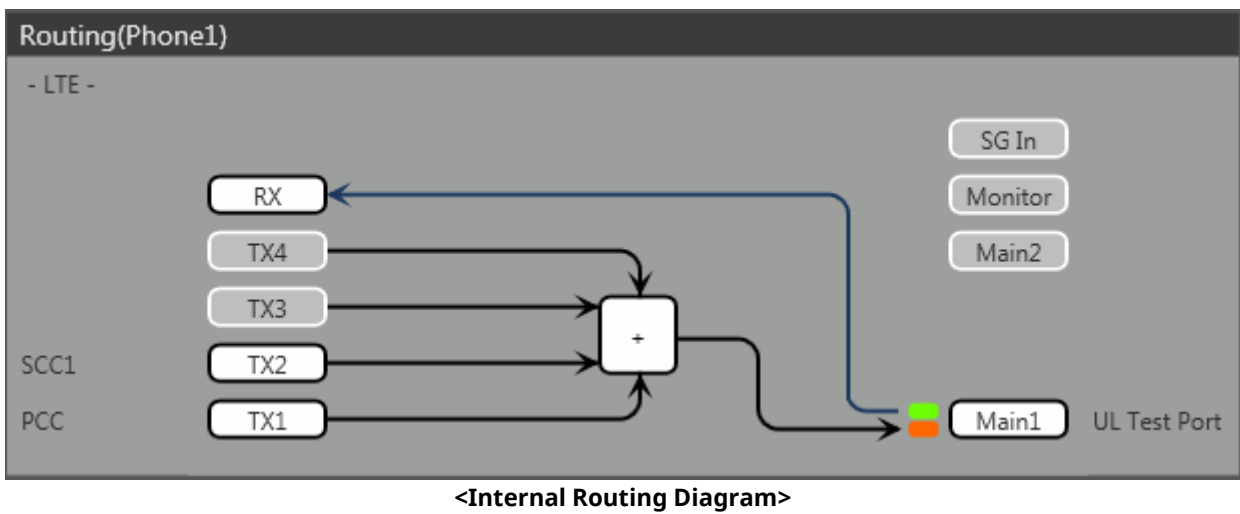 Routing(Phone1)
- LTE -
SG In
RX
Monitor
TX4
Main2
TX3
+
SCC1
TX2
PCC
TX1
Main1
UL Test Port
<Internal Routing Diagram>